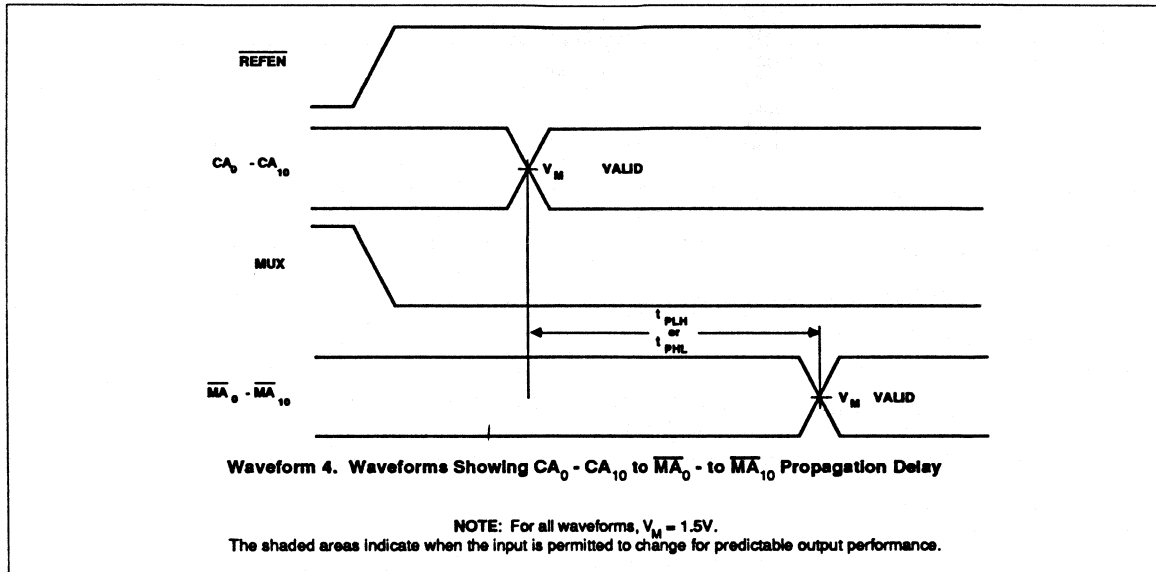 REFEN
CA0 - CA10
VM VALID
MUX
tPLH
or
tPHL
MA0 - MA10
VM VALID
Waveform 4. Waveforms Showing CA0 - CA10 to MA0 - to MA10 Propagation Delay
NOTE: For all waveforms, VM = 1.5V.
The shaded areas indicate when the input is permitted to change for predictable output performance.